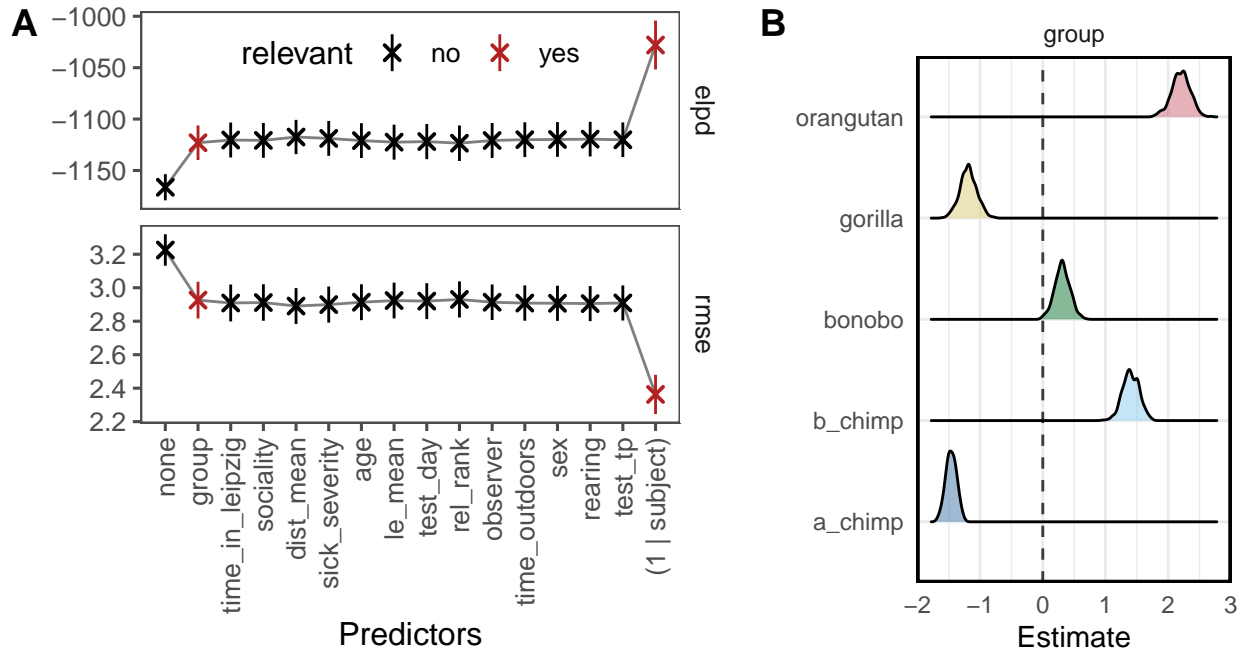 A
relevant no yes
−1000
−1050
−1100
−1150
elpd
3.2
3.0
2.8
2.6
2.4
2.2
rmse
none
group
time_in_leipzig
sociality
dist_mean
sick_severity
age
le_mean
test_day
rel_rank
observer
time_outdoors
sex
rearing
test_tp
(1 | subject)
Predictors
B
group
orangutan
gorilla
bonobo
b_chimp
a_chimp
−2 −1 0 1 2 3
Estimate